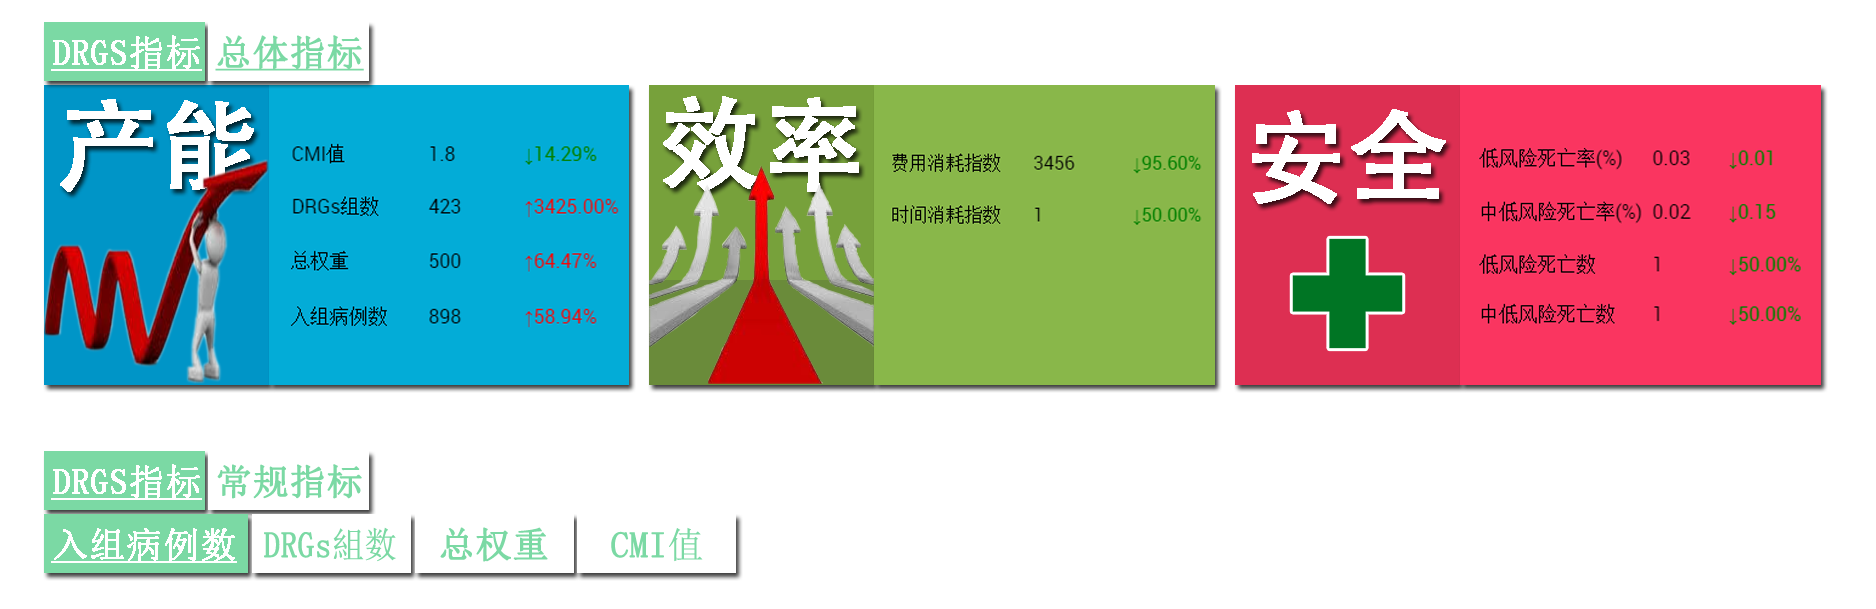 DRGS指标 总体指标
产能
CMI值 1.8 ↓14.29%
DRGs组数 423 ↑3425.00%
总权重 500 ↑64.47%
入组病例数 898 ↑58.94%
效率
费用消耗指数 3456 ↓95.60%
时间消耗指数 1 ↓50.00%
安全
低风险死亡率(%) 0.03 ↓0.01
中低风险死亡率(%) 0.02 ↓0.15
低风险死亡数 1 ↓50.00%
中低风险死亡数 1 ↓50.00%
DRGS指标 常规指标
入组病例数 DRGs組数 总权重 CMI值